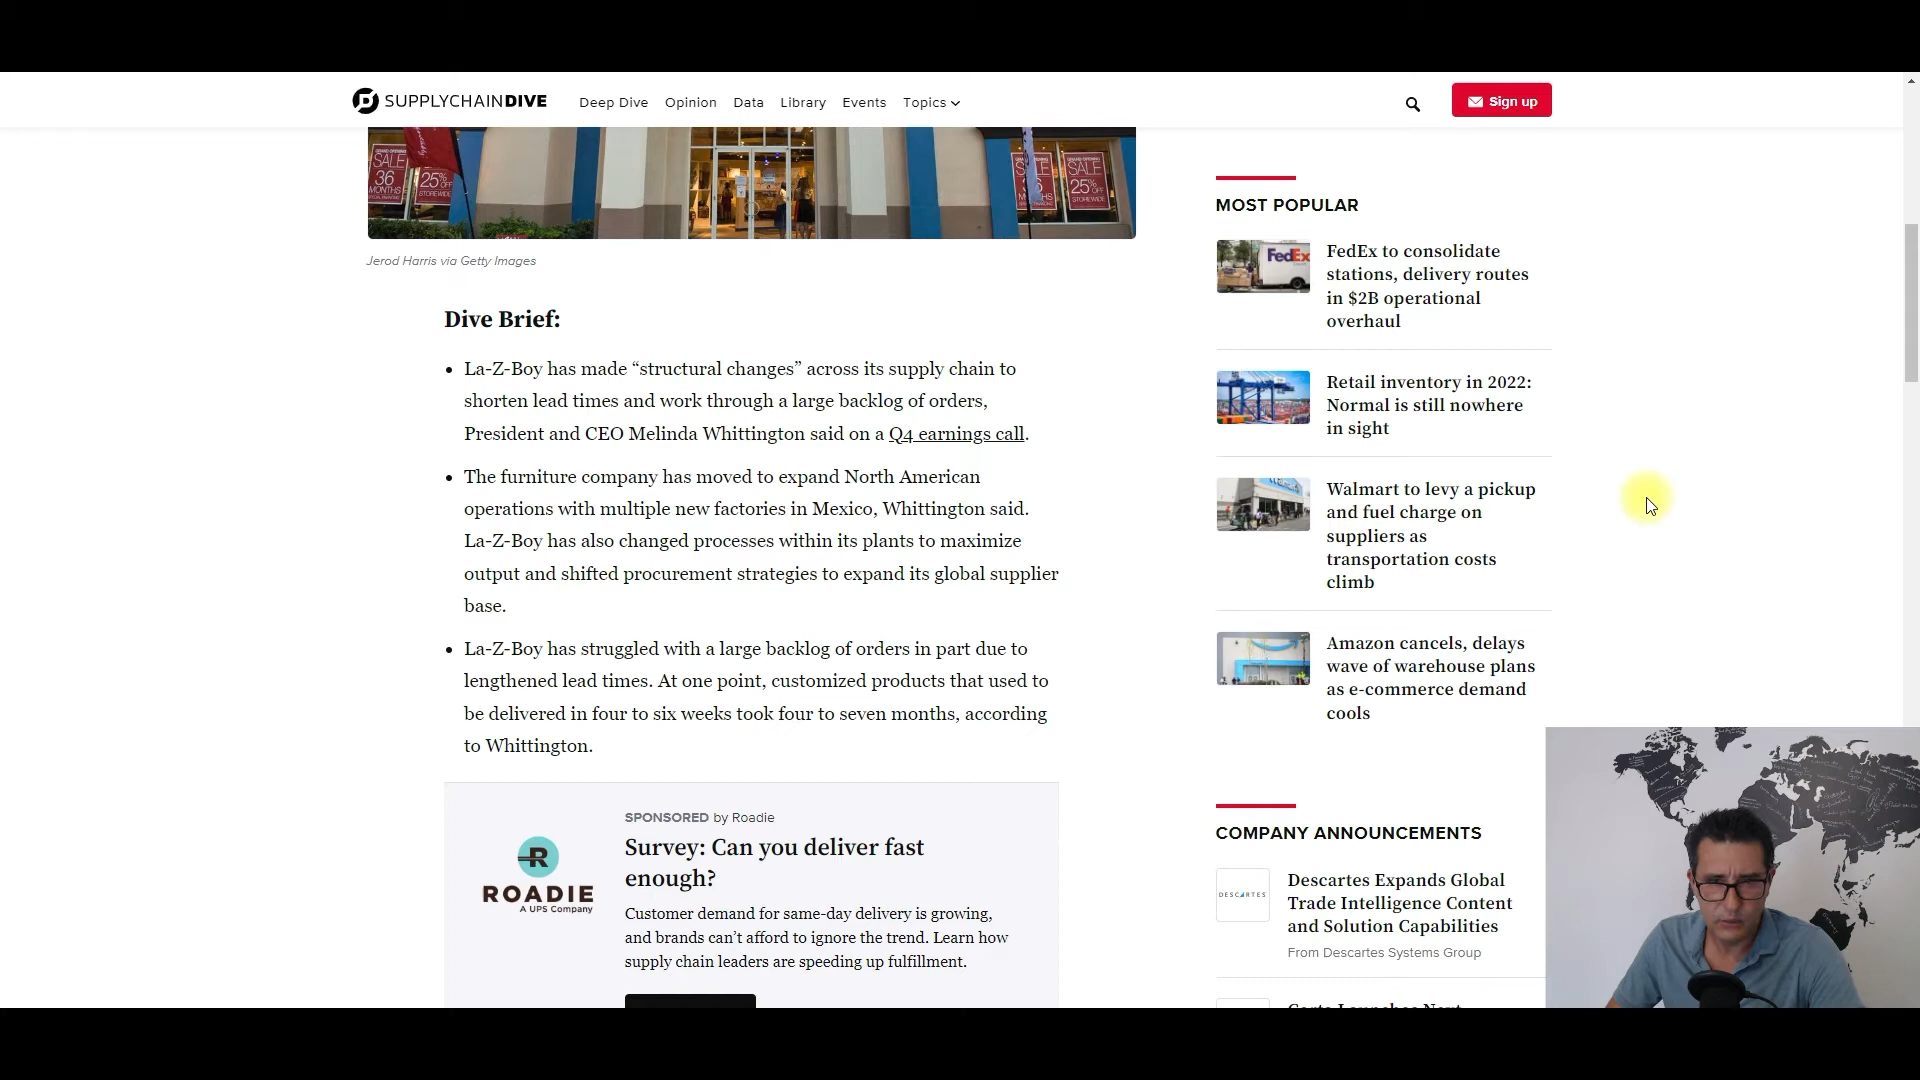 SUPPLYCHAINDIVE
Deep Dive Opinion Data Library Events Topics
Sign up
SALE
36
MONTHS
25%
OFF
STOREWIDE
SALE
SALE
25%
STOREWIDE
Jerod Harris via Getty Images
Dive Brief:
La-Z-Boy has made “structural changes” across its supply chain to
shorten lead times and work through a large backlog of orders,
President and CEO Melinda Whittington said on a Q4 earnings call.
The furniture company has moved to expand North American
operations with multiple new factories in Mexico, Whittington said.
La-Z-Boy has also changed processes within its plants to maximize
output and shifted procurement strategies to expand its global supplier
base.
La-Z-Boy has struggled with a large backlog of orders in part due to
lengthened lead times. At one point, customized products that used to
be delivered in four to six weeks took four to seven months, according
to Whittington.
SPONSORED by Roadie
Survey: Can you deliver fast
enough?
R
ROADIE
A UPS Company
Customer demand for same-day delivery is growing,
and brands can’t afford to ignore the trend. Learn how
supply chain leaders are speeding up fulfillment.
MOST POPULAR
FedEx
FedEx to consolidate
stations, delivery routes
in $2B operational
overhaul
Retail inventory in 2022:
Normal is still nowhere
in sight
Walmart to levy a pickup
and fuel charge on
suppliers as
transportation costs
climb
Amazon cancels, delays
wave of warehouse plans
as e-commerce demand
cools
COMPANY ANNOUNCEMENTS
DESCARTES
Descartes Expands Global
Trade Intelligence Content
and Solution Capabilities
From Descartes Systems Group